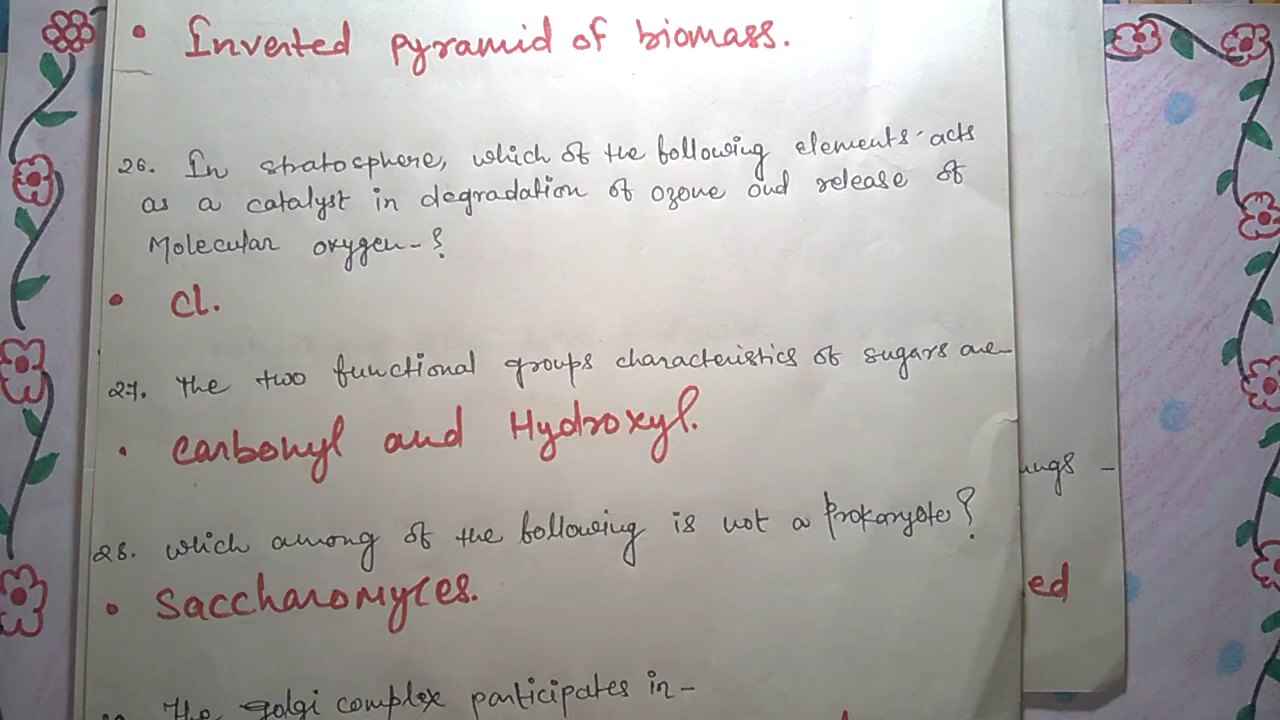 • Inverted pyramid of biomass.
26. In stratosphere, which of the following elements acts
as a catalyst in degradation of ozone and release of
Molecular oxygen-?
• Cl.
27. The two functional groups characteristics of sugars are-
• Carbonyl and Hydroxyl.
ungs -
28. which among of the following is not a Prokaryote?
• Saccharomyces.
ed
The golgi complex participates in-